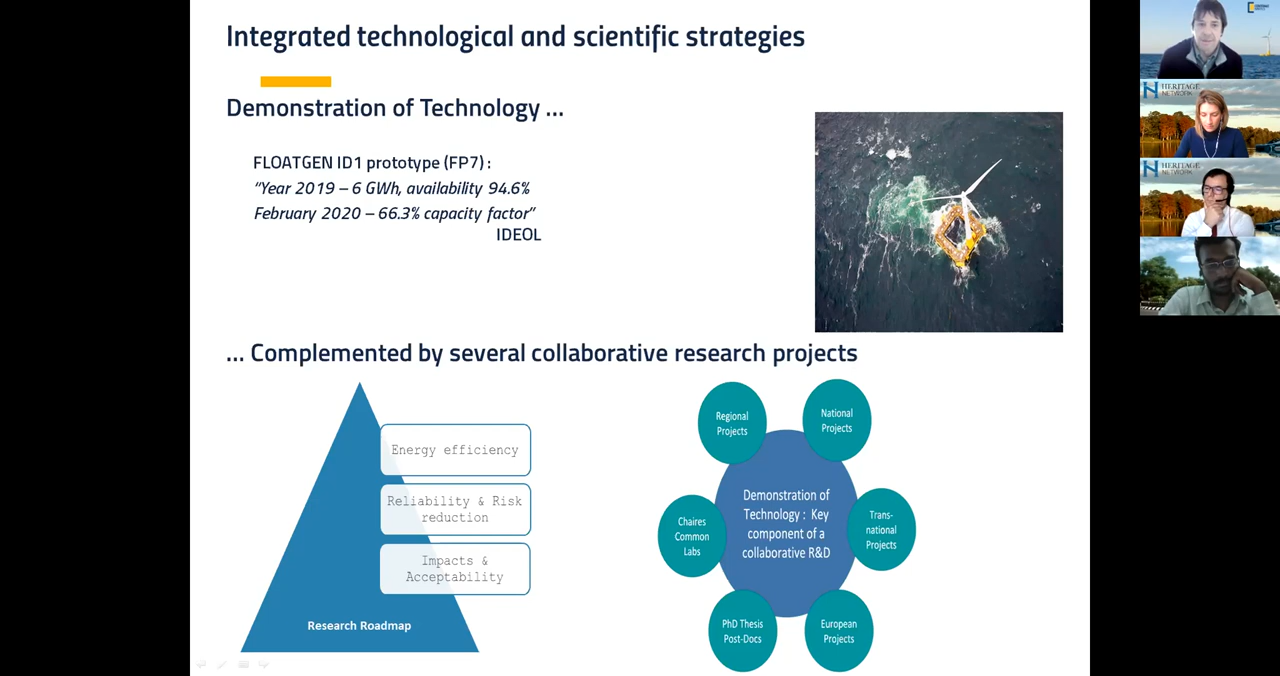 Integrated technological and scientific strategies
Demonstration of Technology ...
FLOATGEN ID1 prototype (FP7) :
"Year 2019 – 6 GWh, availability 94.6%
February 2020 – 66.3% capacity factor"
IDEOL
... Complemented by several collaborative research projects
Energy efficiency
Reliability & Risk
reduction
Impacts &
Acceptability
Research Roadmap
Regional
Projects
National
Projects
Chaires
Common
Labs
Demonstration of
Technology : Key
component of a
collaborative R&D
Trans-
national
Projects
PhD Thesis
Post-Docs
European
Projects
HERITAGE
NETWORK
HERITAGE
NETWORK